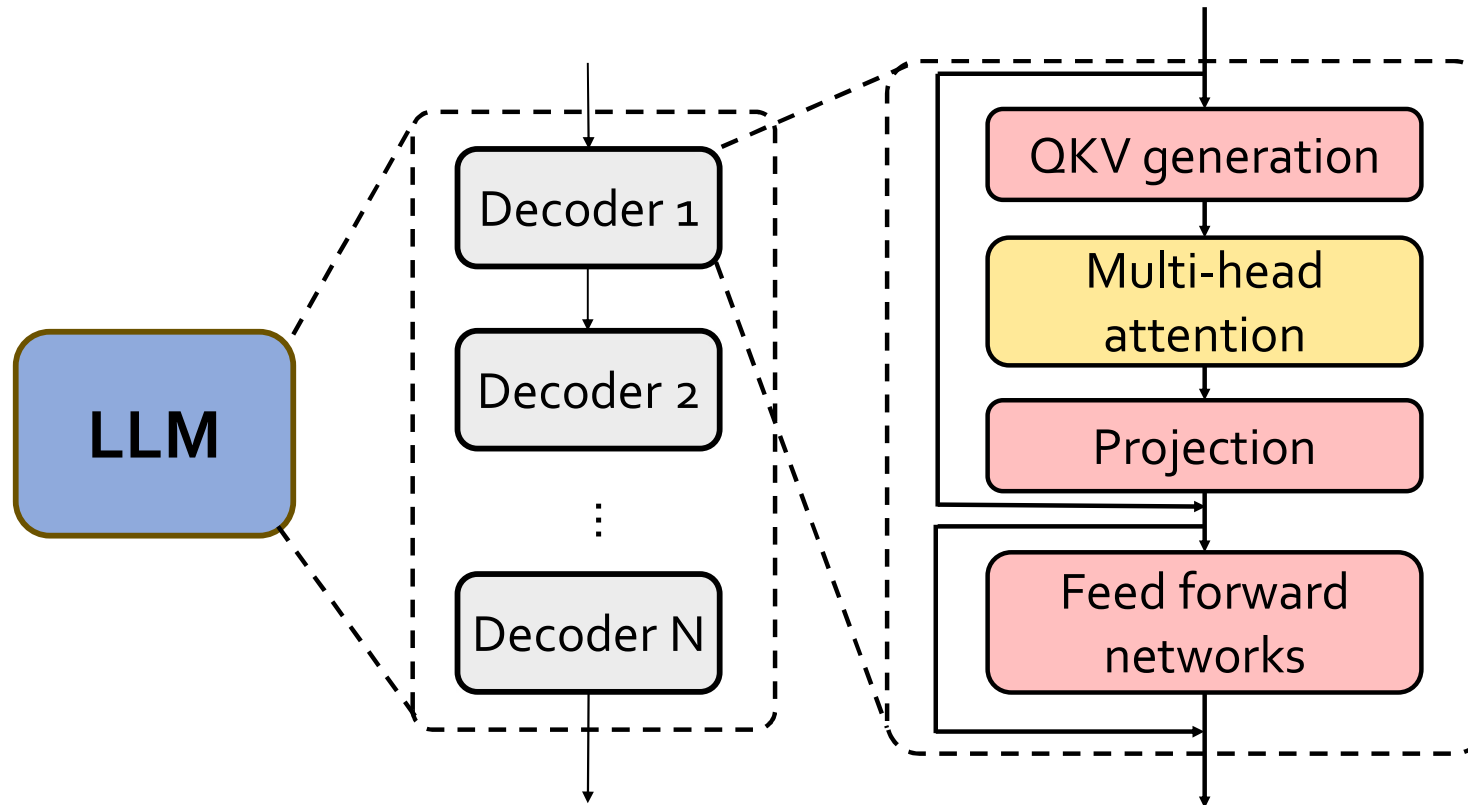 LLM
Decoder 1
Decoder 2
...
Decoder N
QKV generation
Multi-head
attention
Projection
Feed forward
networks